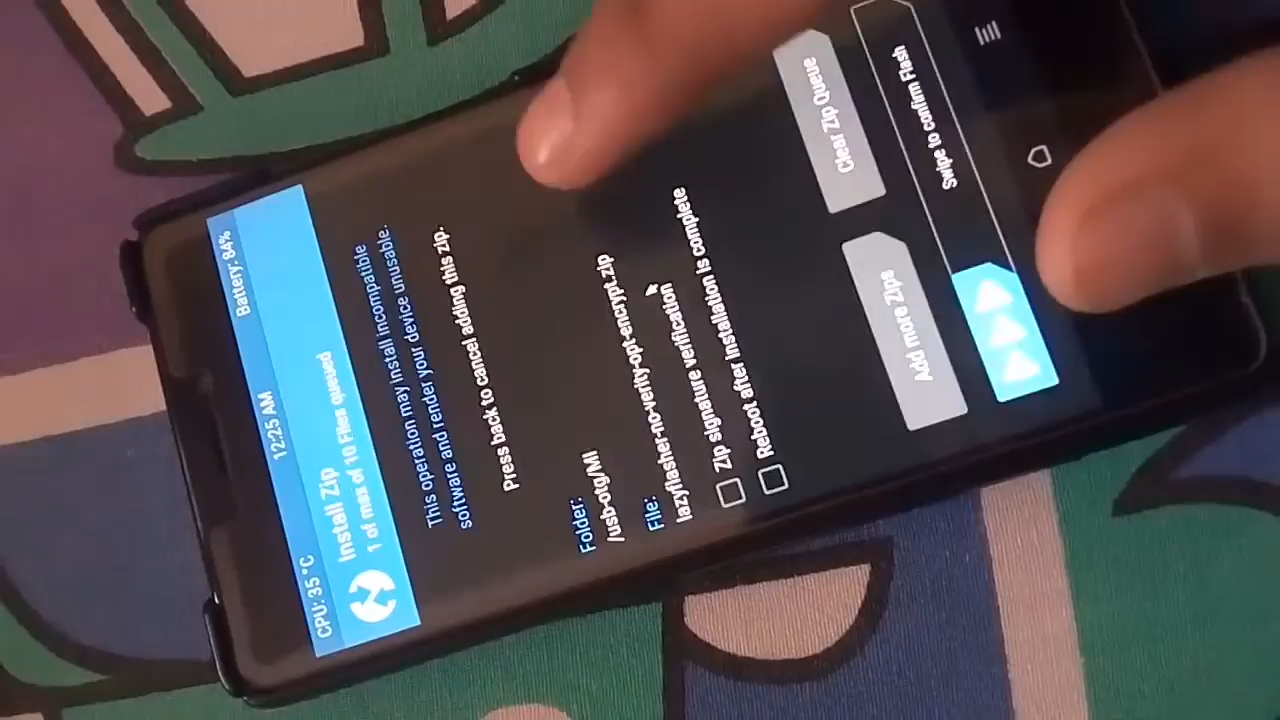 CPU: 35 °C
12:25 AM
Battery: 84%
Install Zip
1 of max of 10 Files queued
This operation may install incompatible
software and render your device unusable.
Press back to cancel adding this zip.
Folder:
/usb-otg/MI
File:
lazyflasher-no-verity-opt-encrypt.zip
Zip signature verification
Reboot after installation is complete
Add more Zips
Clear Zip Queue
Swipe to confirm Flash